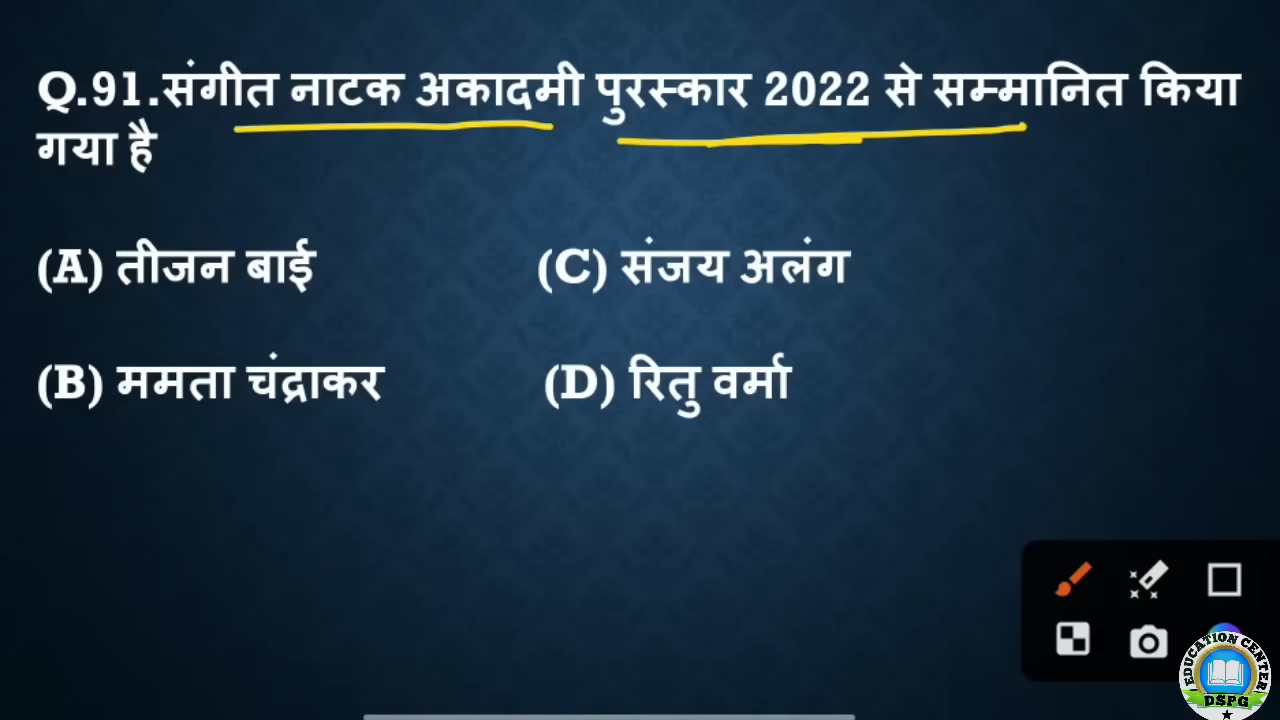 Q.91.संगीत नाटक अकादमी पुरस्कार 2022 से सम्मानित किया
गया है
(A) तीजन बाई
(C) संजय अलंग
(B) ममता चंद्राकर
(D) रितु वर्मा
EDUCATION CENTER
DSPG